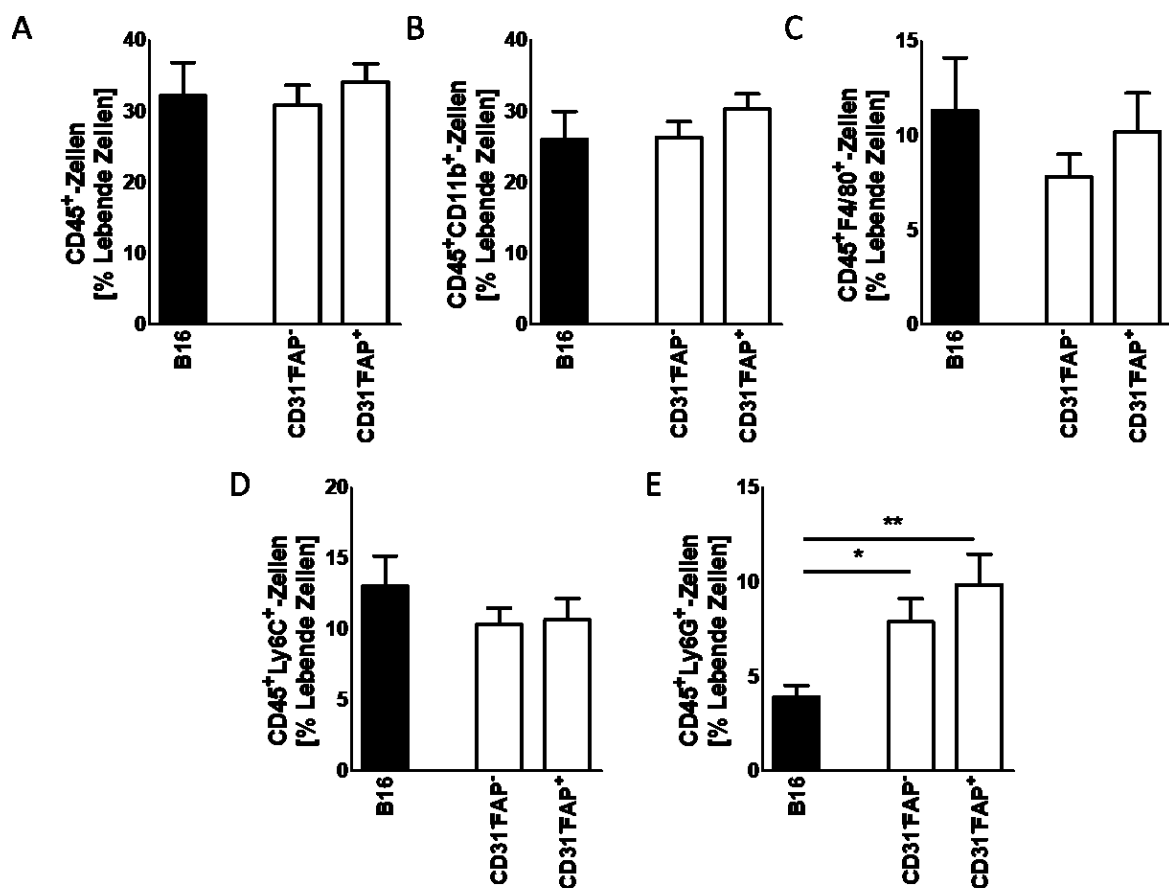 A
CD45⁺-Zellen
[% Lebende Zellen]
40
30
20
10
0
B16
CD31⁻FAP⁻
CD31⁻FAP⁺
B
CD45⁺CD11b⁺-Zellen
[% Lebende Zellen]
40
30
20
10
0
B16
CD31⁻FAP⁻
CD31⁻FAP⁺
C
CD45⁺F4/80⁺-Zellen
[% Lebende Zellen]
15
10
5
0
B16
CD31⁻FAP⁻
CD31⁻FAP⁺
D
CD45⁺Ly6C⁺-Zellen
[% Lebende Zellen]
20
15
10
5
0
B16
CD31⁻FAP⁻
CD31⁻FAP⁺
E
CD45⁺Ly6G⁺-Zellen
[% Lebende Zellen]
15
10
5
0
**
*
B16
CD31⁻FAP⁻
CD31⁻FAP⁺